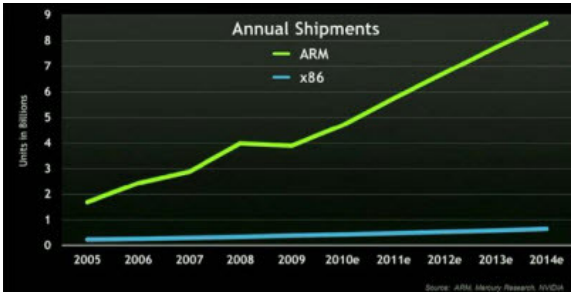 Annual Shipments
ARM
x86
Units in Billions
9
8
7
6
5
4
3
2
1
0
2005 2006 2007 2008 2009 2010e 2011e 2012e 2013e 2014e
Source: ARM, Mercury Research, NVIDIA